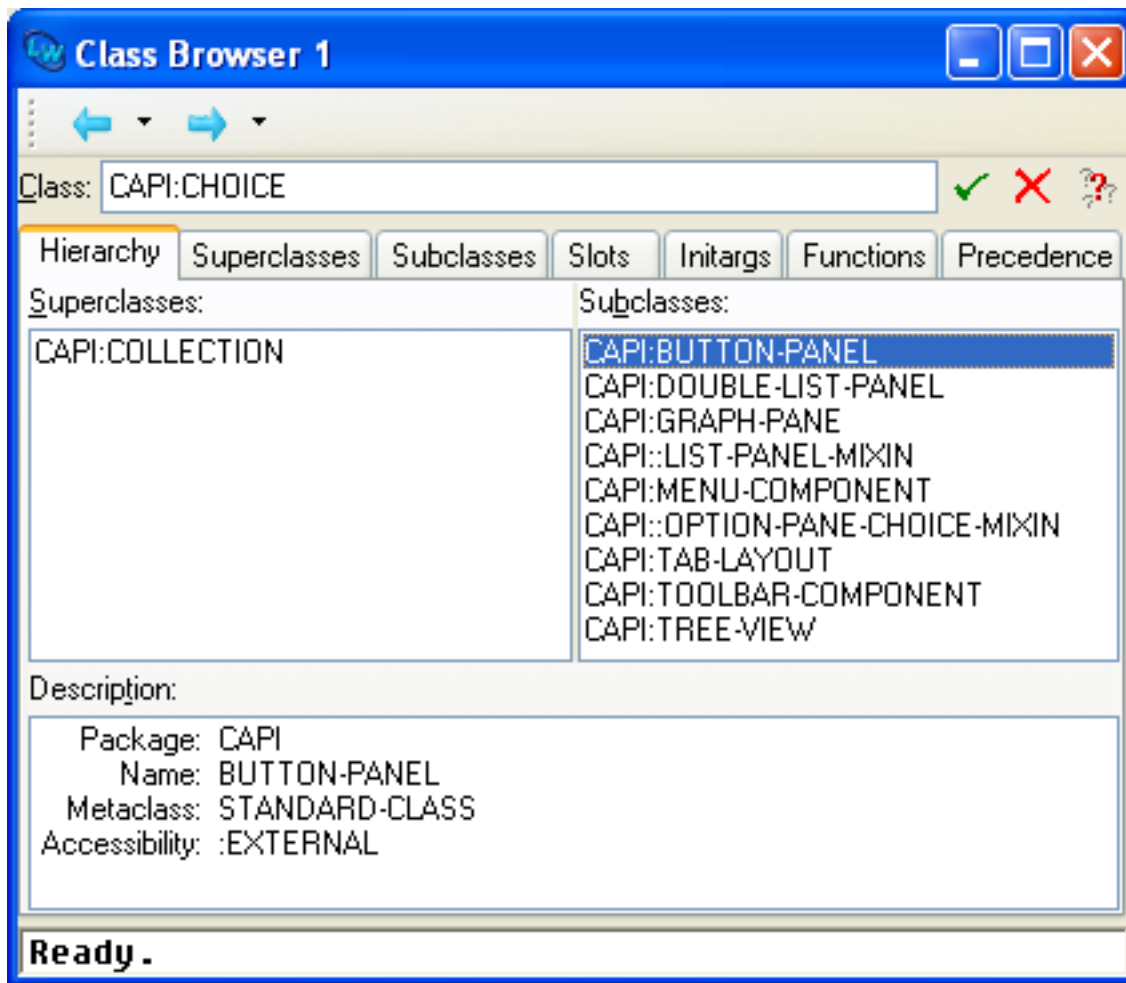 LW Class Browser 1
Class: CAPI:CHOICE
Hierarchy Superclasses Subclasses Slots Initargs Functions Precedence
Superclasses: Subclasses:
CAPI:COLLECTION
CAPI:BUTTON-PANEL
CAPI:DOUBLE-LIST-PANEL
CAPI:GRAPH-PANE
CAPI::LIST-PANEL-MIXIN
CAPI:MENU-COMPONENT
CAPI::OPTION-PANE-CHOICE-MIXIN
CAPI:TAB-LAYOUT
CAPI:TOOLBAR-COMPONENT
CAPI:TREE-VIEW
Description:
Package: CAPI
Name: BUTTON-PANEL
Metaclass: STANDARD-CLASS
Accessibility: :EXTERNAL
Ready.